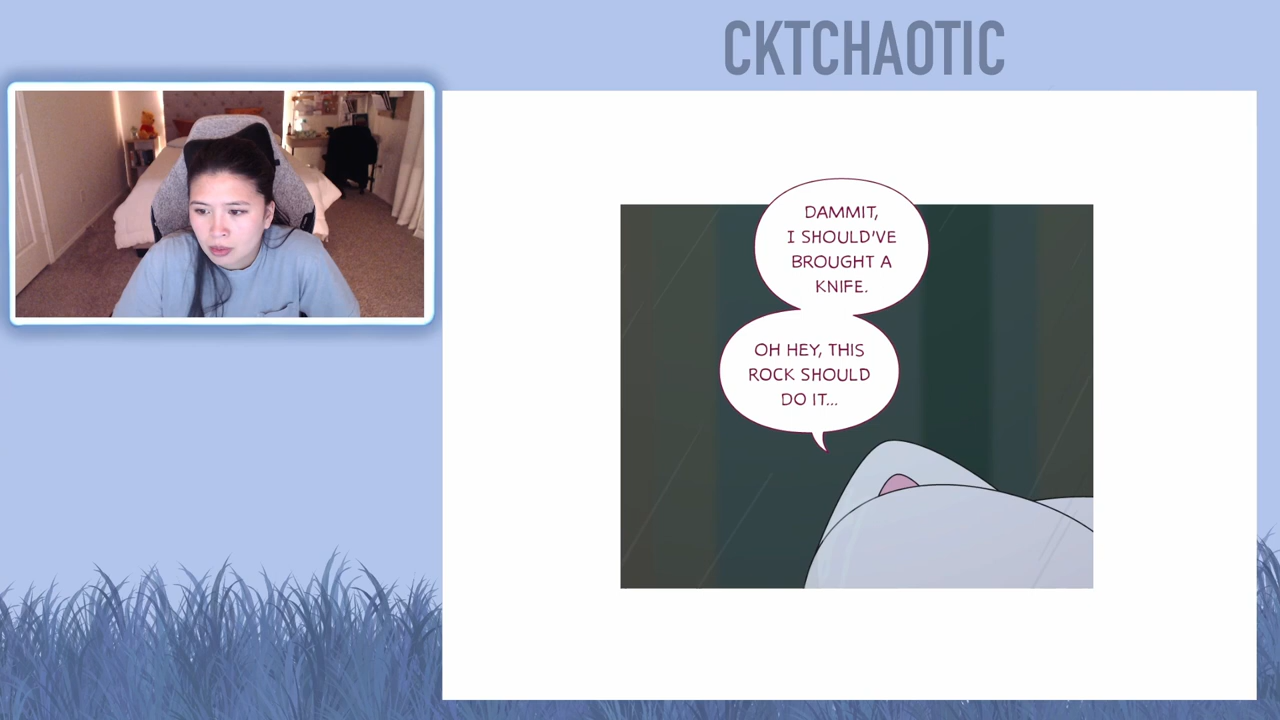 CKTCHAOTIC
DAMMIT,
I SHOULD'VE
BROUGHT A
KNIFE.
OH HEY, THIS
ROCK SHOULD
DO IT...